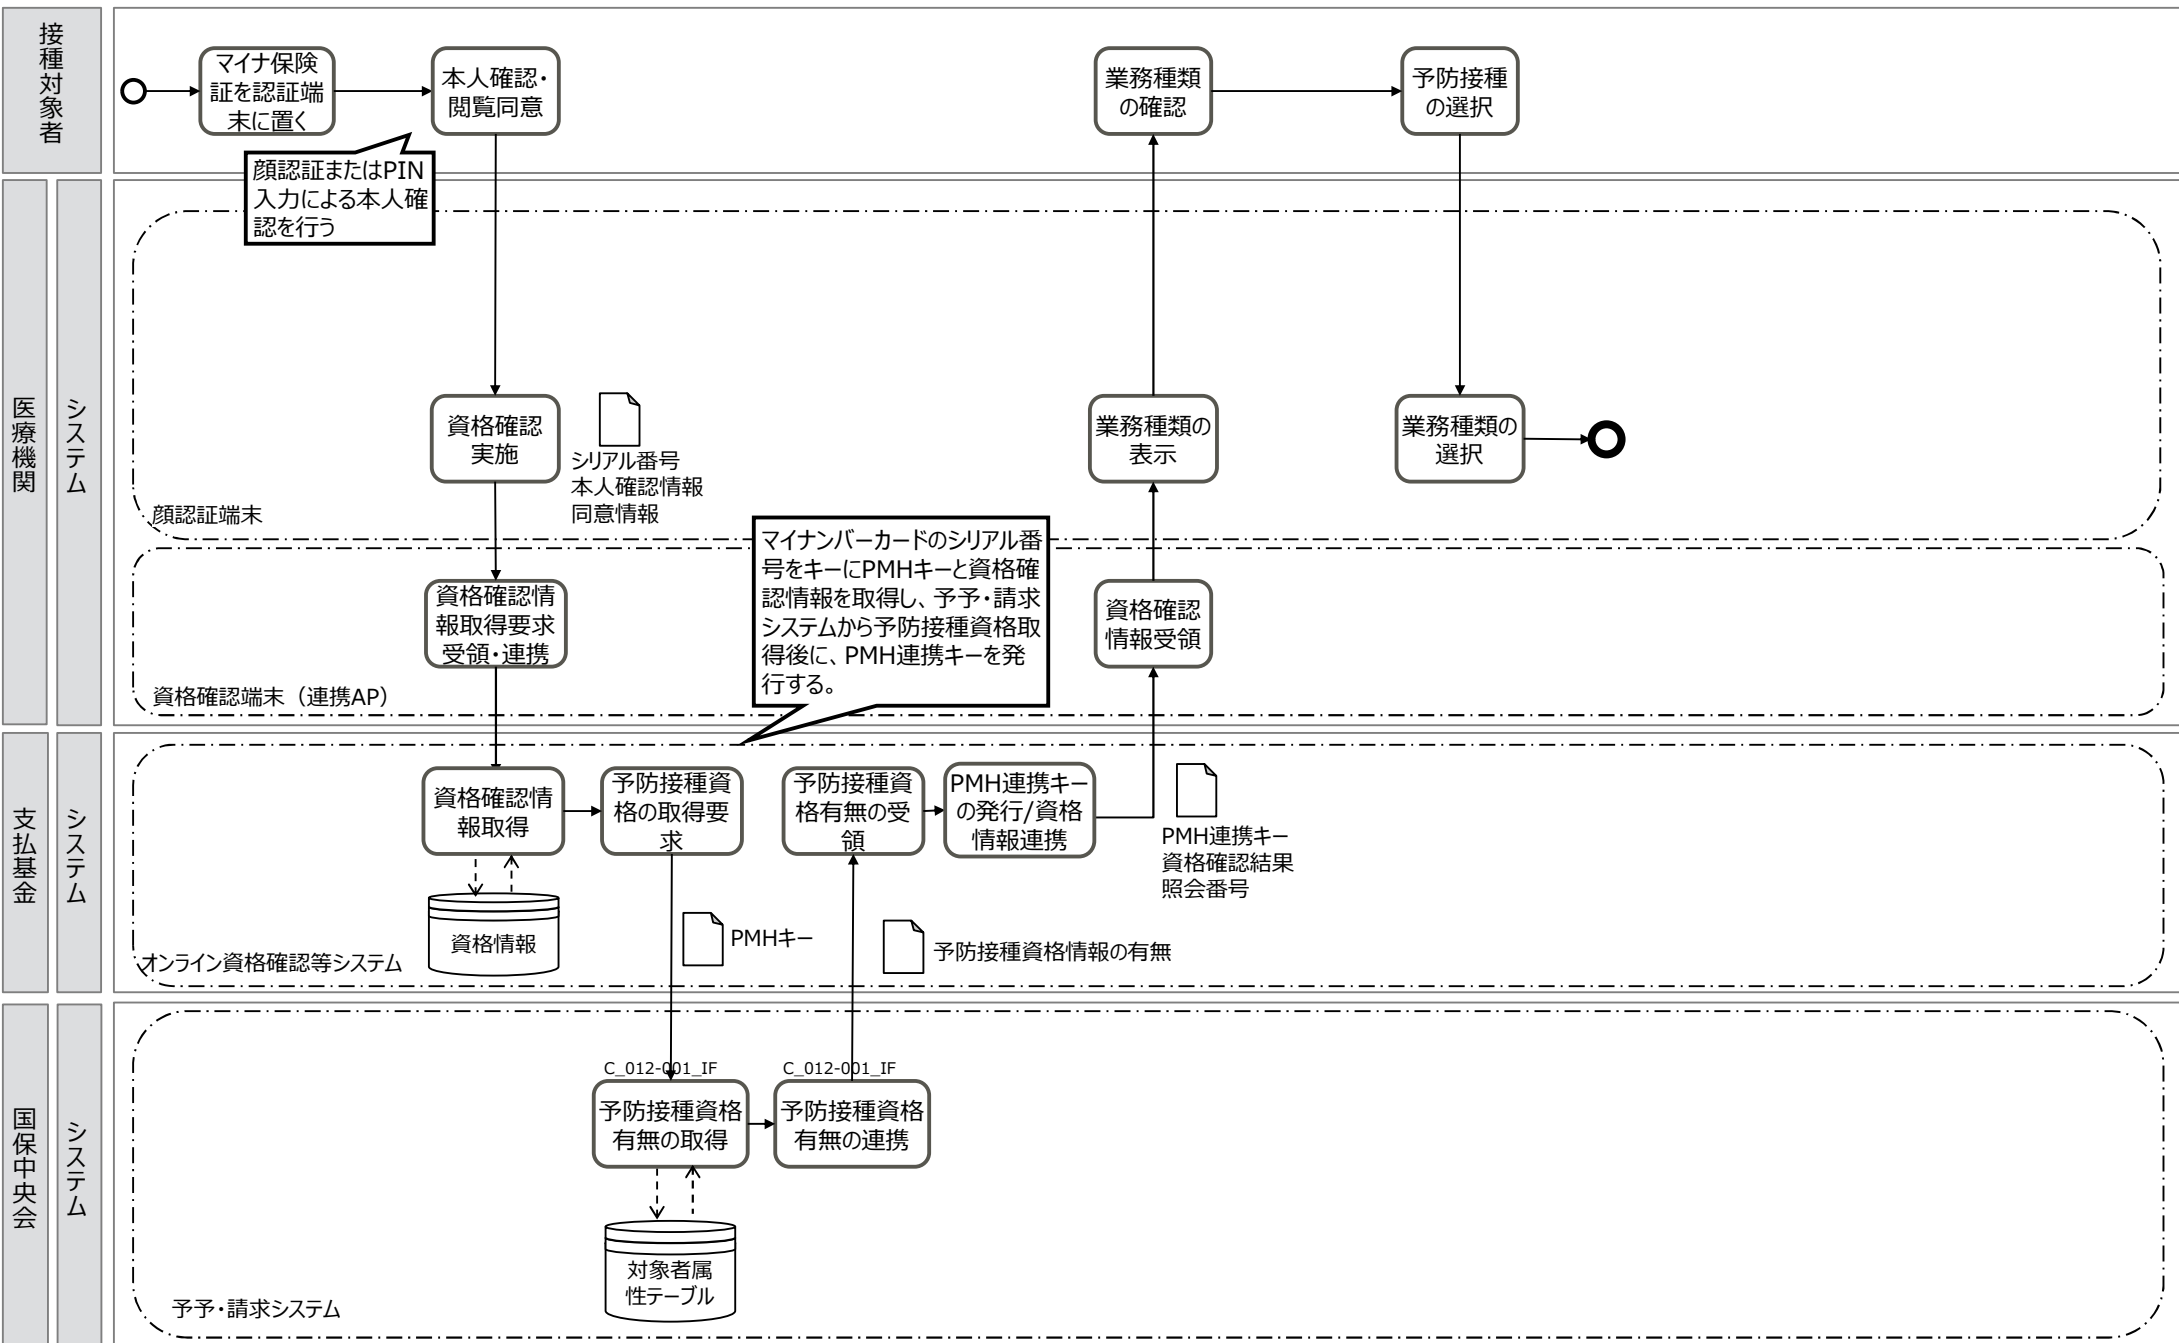 接種対象者
マイナ保険
証を認証端
末に置く
本人確認・
閲覧同意
業務種類
の確認
予防接種
の選択
顔認証またはPIN
入力による本人確
認を行う
医療機関
システム
資格確認
実施
シリアル番号
本人確認情報
同意情報
業務種類の
表示
業務種類の
選択
顔認証端末
マイナンバーカードのシリアル番
号をキーにPMHキーと資格確
認情報を取得し、予予・請求
システムから予防接種資格取
得後に、PMH連携キーを発
行する。
資格確認情
報取得要求
受領・連携
資格確認
情報受領
資格確認端末（連携AP）
支払基金
システム
資格確認情
報取得
予防接種資
格の取得要
求
予防接種資
格有無の受
領
PMH連携キー
の発行/資格
情報連携
PMH連携キー
資格確認結果
照会番号
資格情報
PMHキー
予防接種資格情報の有無
オンライン資格確認等システム
国保中央会
システム
C_012-001_IF
予防接種資格
有無の取得
C_012-001_IF
予防接種資格
有無の連携
対象者属
性テーブル
予予・請求システム